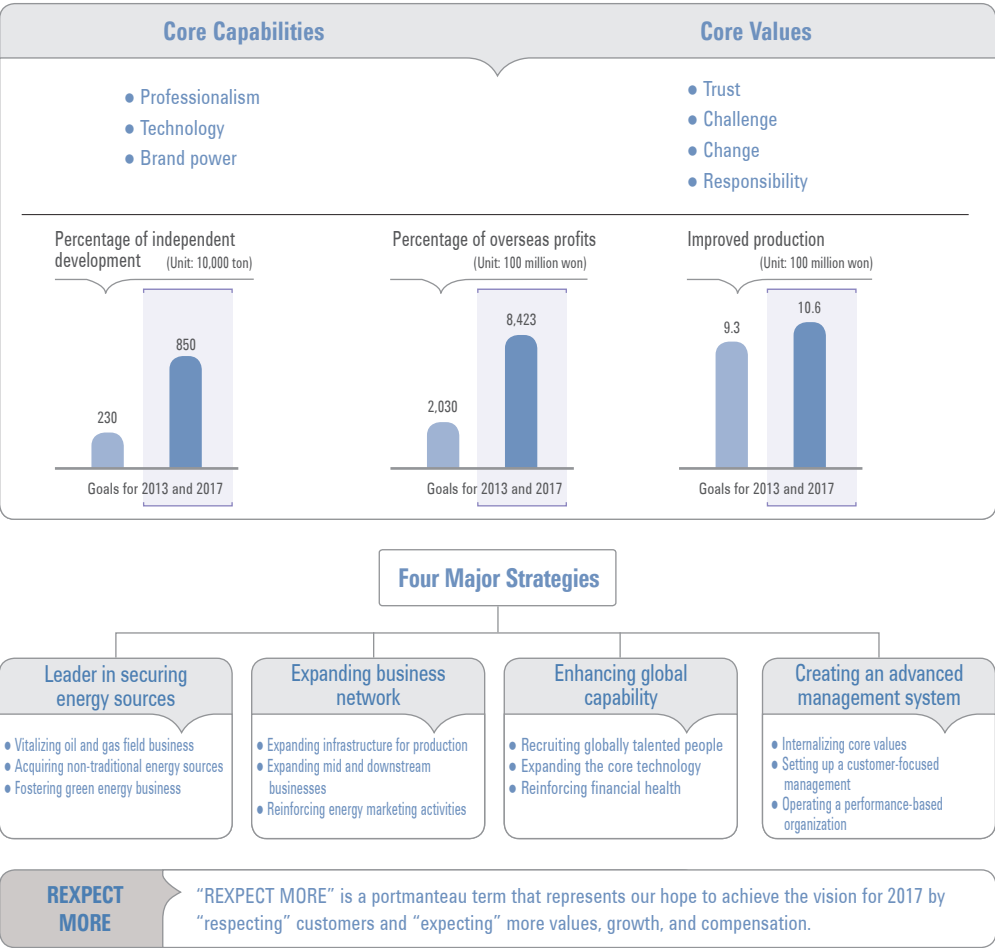 Core Capabilities
Core Values
● Professionalism
● Technology
● Brand power
● Trust
● Challenge
● Change
● Responsibility
Percentage of independent
development (Unit: 10,000 ton)
850
230
Goals for 2013 and 2017
Percentage of overseas profits
(Unit: 100 million won)
8,423
2,030
Goals for 2013 and 2017
Improved production
(Unit: 100 million won)
10.6
9.3
Goals for 2013 and 2017
Four Major Strategies
Leader in securing
energy sources
● Vitalizing oil and gas field business
● Acquiring non-traditional energy sources
● Fostering green energy business
Expanding business
network
● Expanding infrastructure for production
● Expanding mid and downstream
businesses
● Reinforcing energy marketing activities
Enhancing global
capability
● Recruiting globally talented people
● Expanding the core technology
● Reinforcing financial health
Creating an advanced
management system
● Internalizing core values
● Setting up a customer-focused
management
● Operating a performance-based
organization
REXPECT
MORE
“REXPECT MORE” is a portmanteau term that represents our hope to achieve the vision for 2017 by
“respecting” customers and “expecting” more values, growth, and compensation.